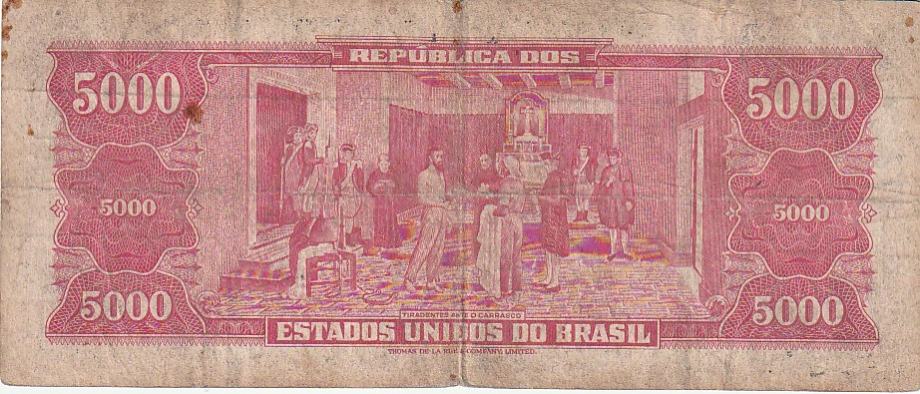 REPÚBLICA DOS
5000 5000
5000 5000
5000 5000
TIRADENTES ANTE O CARRASCO
ESTADOS UNIDOS DO BRASIL
THOMAS DE LA RUE & COMPANY, LIMITED.